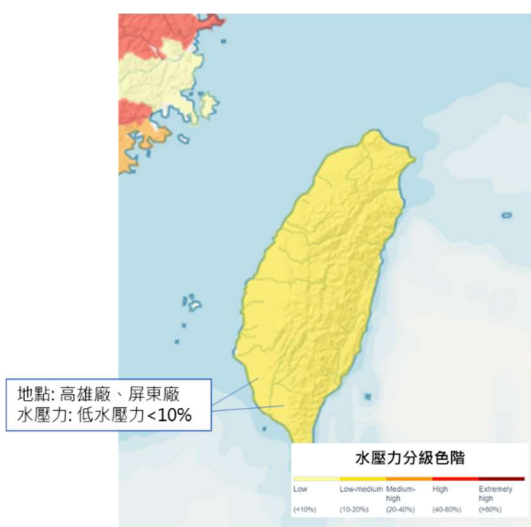 地點: 高雄廠、屏東廠
水壓力: 低水壓力<10%
水壓力分級色階
Low Low-medium Medium-high High Extremely high
(<10%) (10-20%) (20-40%) (40-80%) (>80%)